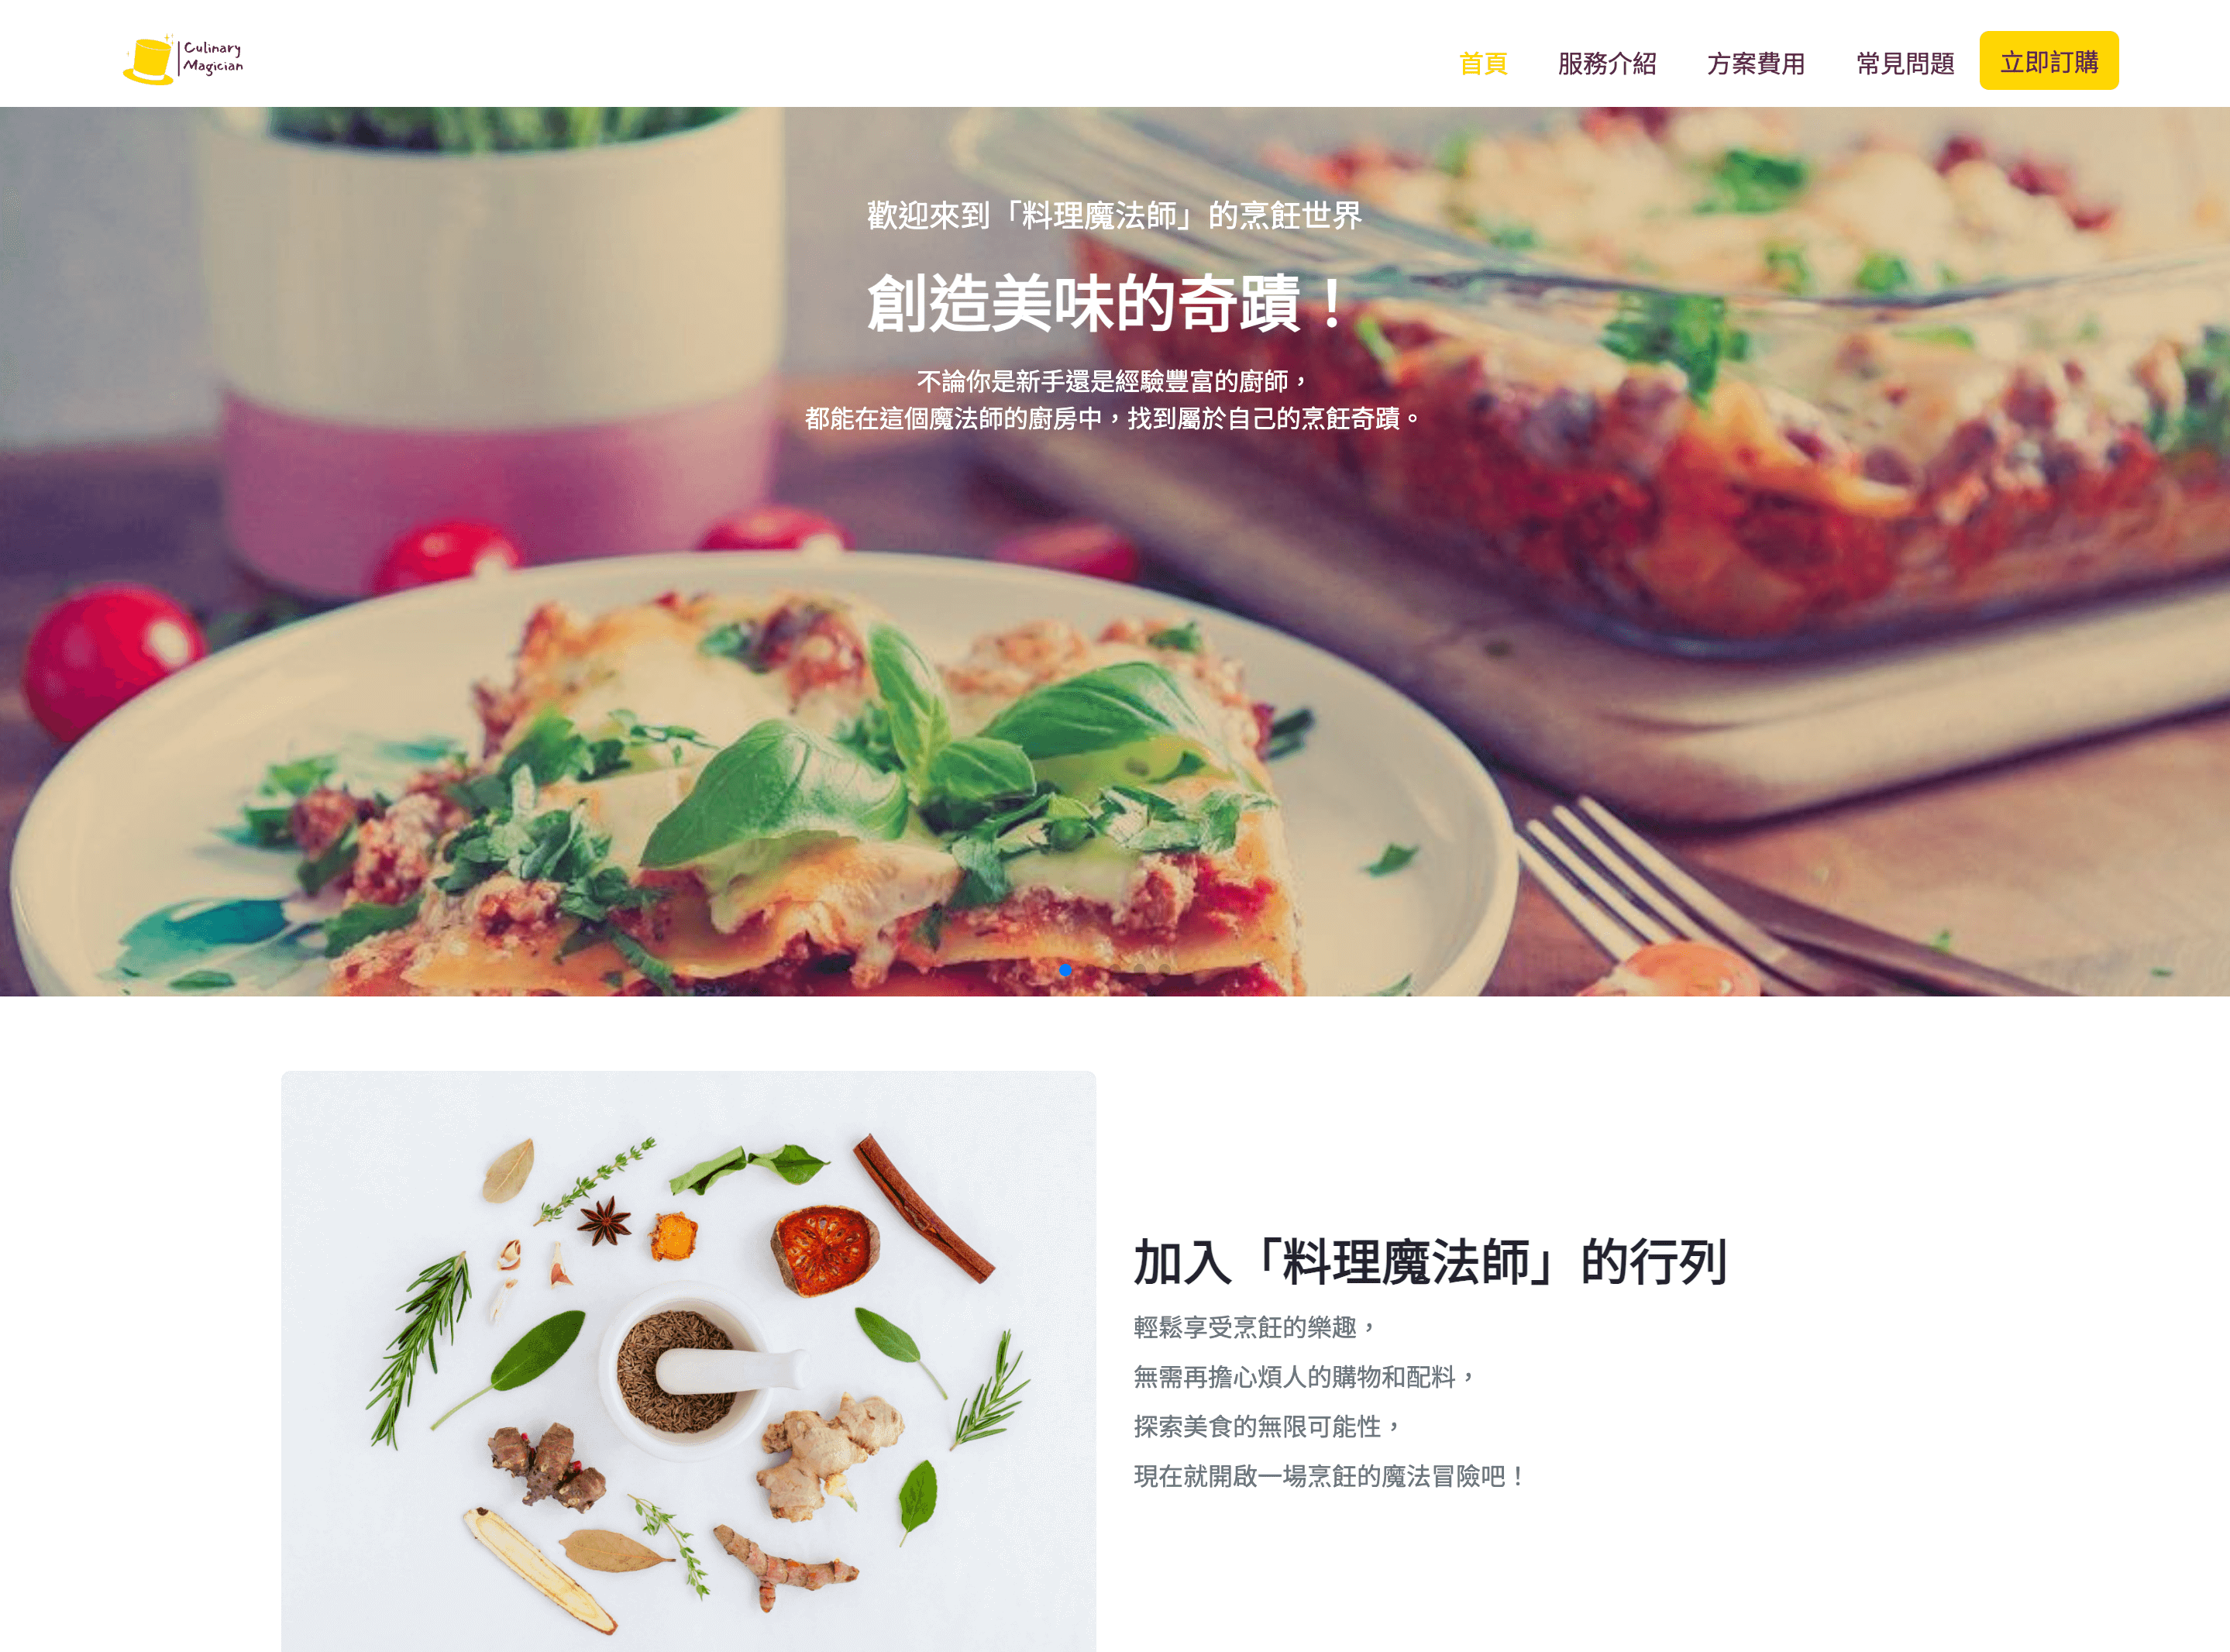 Culinary
Magician
首頁
服務介紹
方案費用
常見問題
立即訂購
歡迎來到「料理魔法師」的烹飪世界
創造美味的奇蹟！
不論你是新手還是經驗豐富的廚師，
都能在這個魔法師的廚房中，找到屬於自己的烹飪奇蹟。
加入「料理魔法師」的行列
輕鬆享受烹飪的樂趣，
無需再擔心煩人的購物和配料，
探索美食的無限可能性，
現在就開啟一場烹飪的魔法冒險吧！